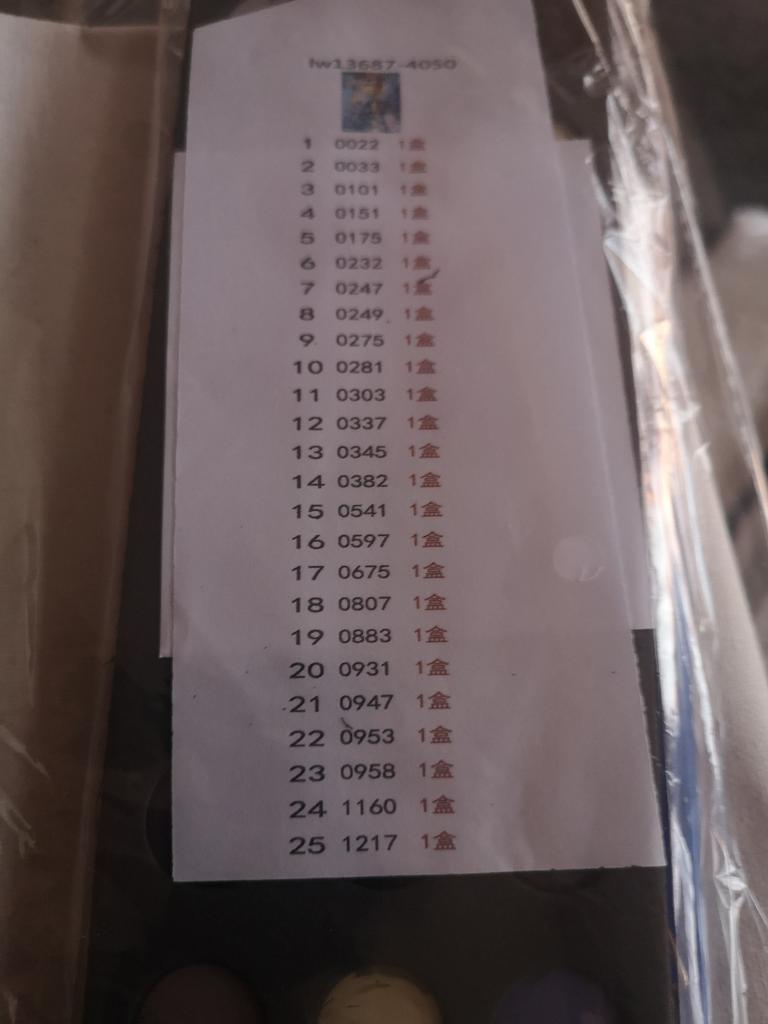 lw13687-4050
1 0022 1盒
2 0033 1盒
3 0101 1盒
4 0151 1盒
5 0175 1盒
6 0232 1盒
7 0247 1盒
8 0249 1盒
9 0275 1盒
10 0281 1盒
11 0303 1盒
12 0337 1盒
13 0345 1盒
14 0382 1盒
15 0541 1盒
16 0597 1盒
17 0675 1盒
18 0807 1盒
19 0883 1盒
20 0931 1盒
21 0947 1盒
22 0953 1盒
23 0958 1盒
24 1160 1盒
25 1217 1盒